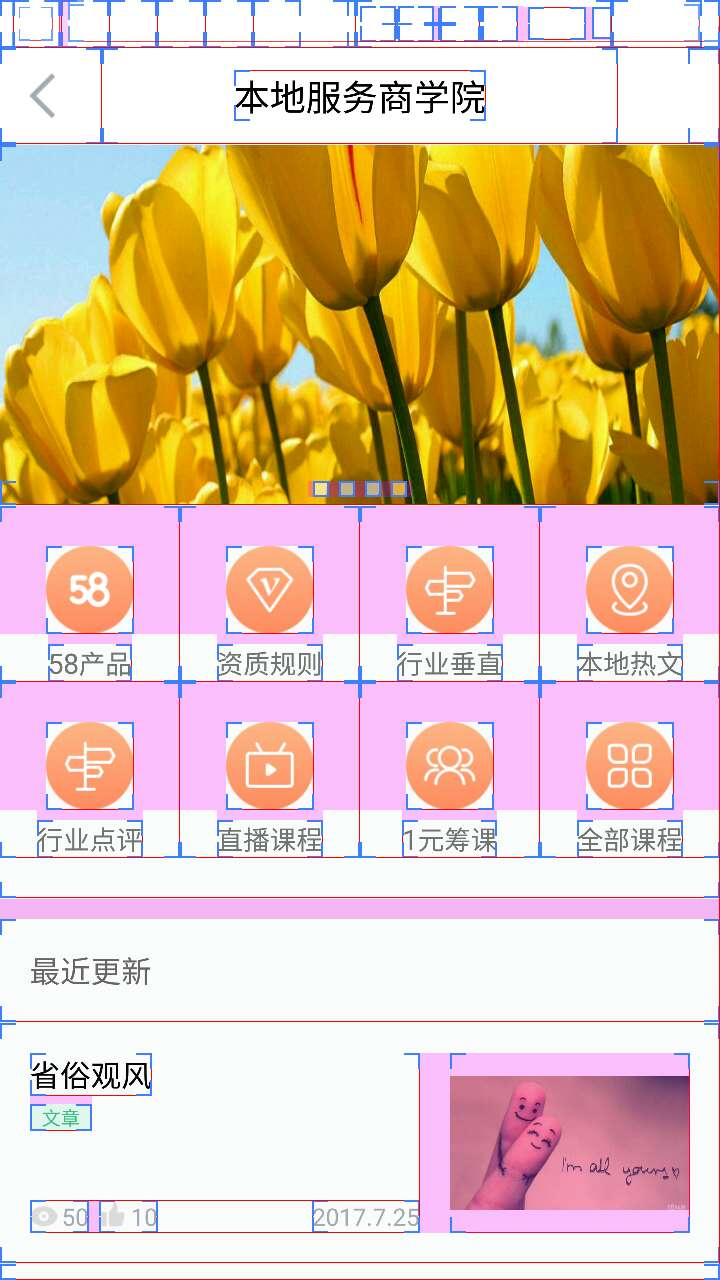 本地服务商学院
58
58产品
资质规则
行业垂直
本地热文
行业点评
直播课程
1元筹课
全部课程
最近更新
省俗观风
文章
50 10 2017.7.25
I'm all yours